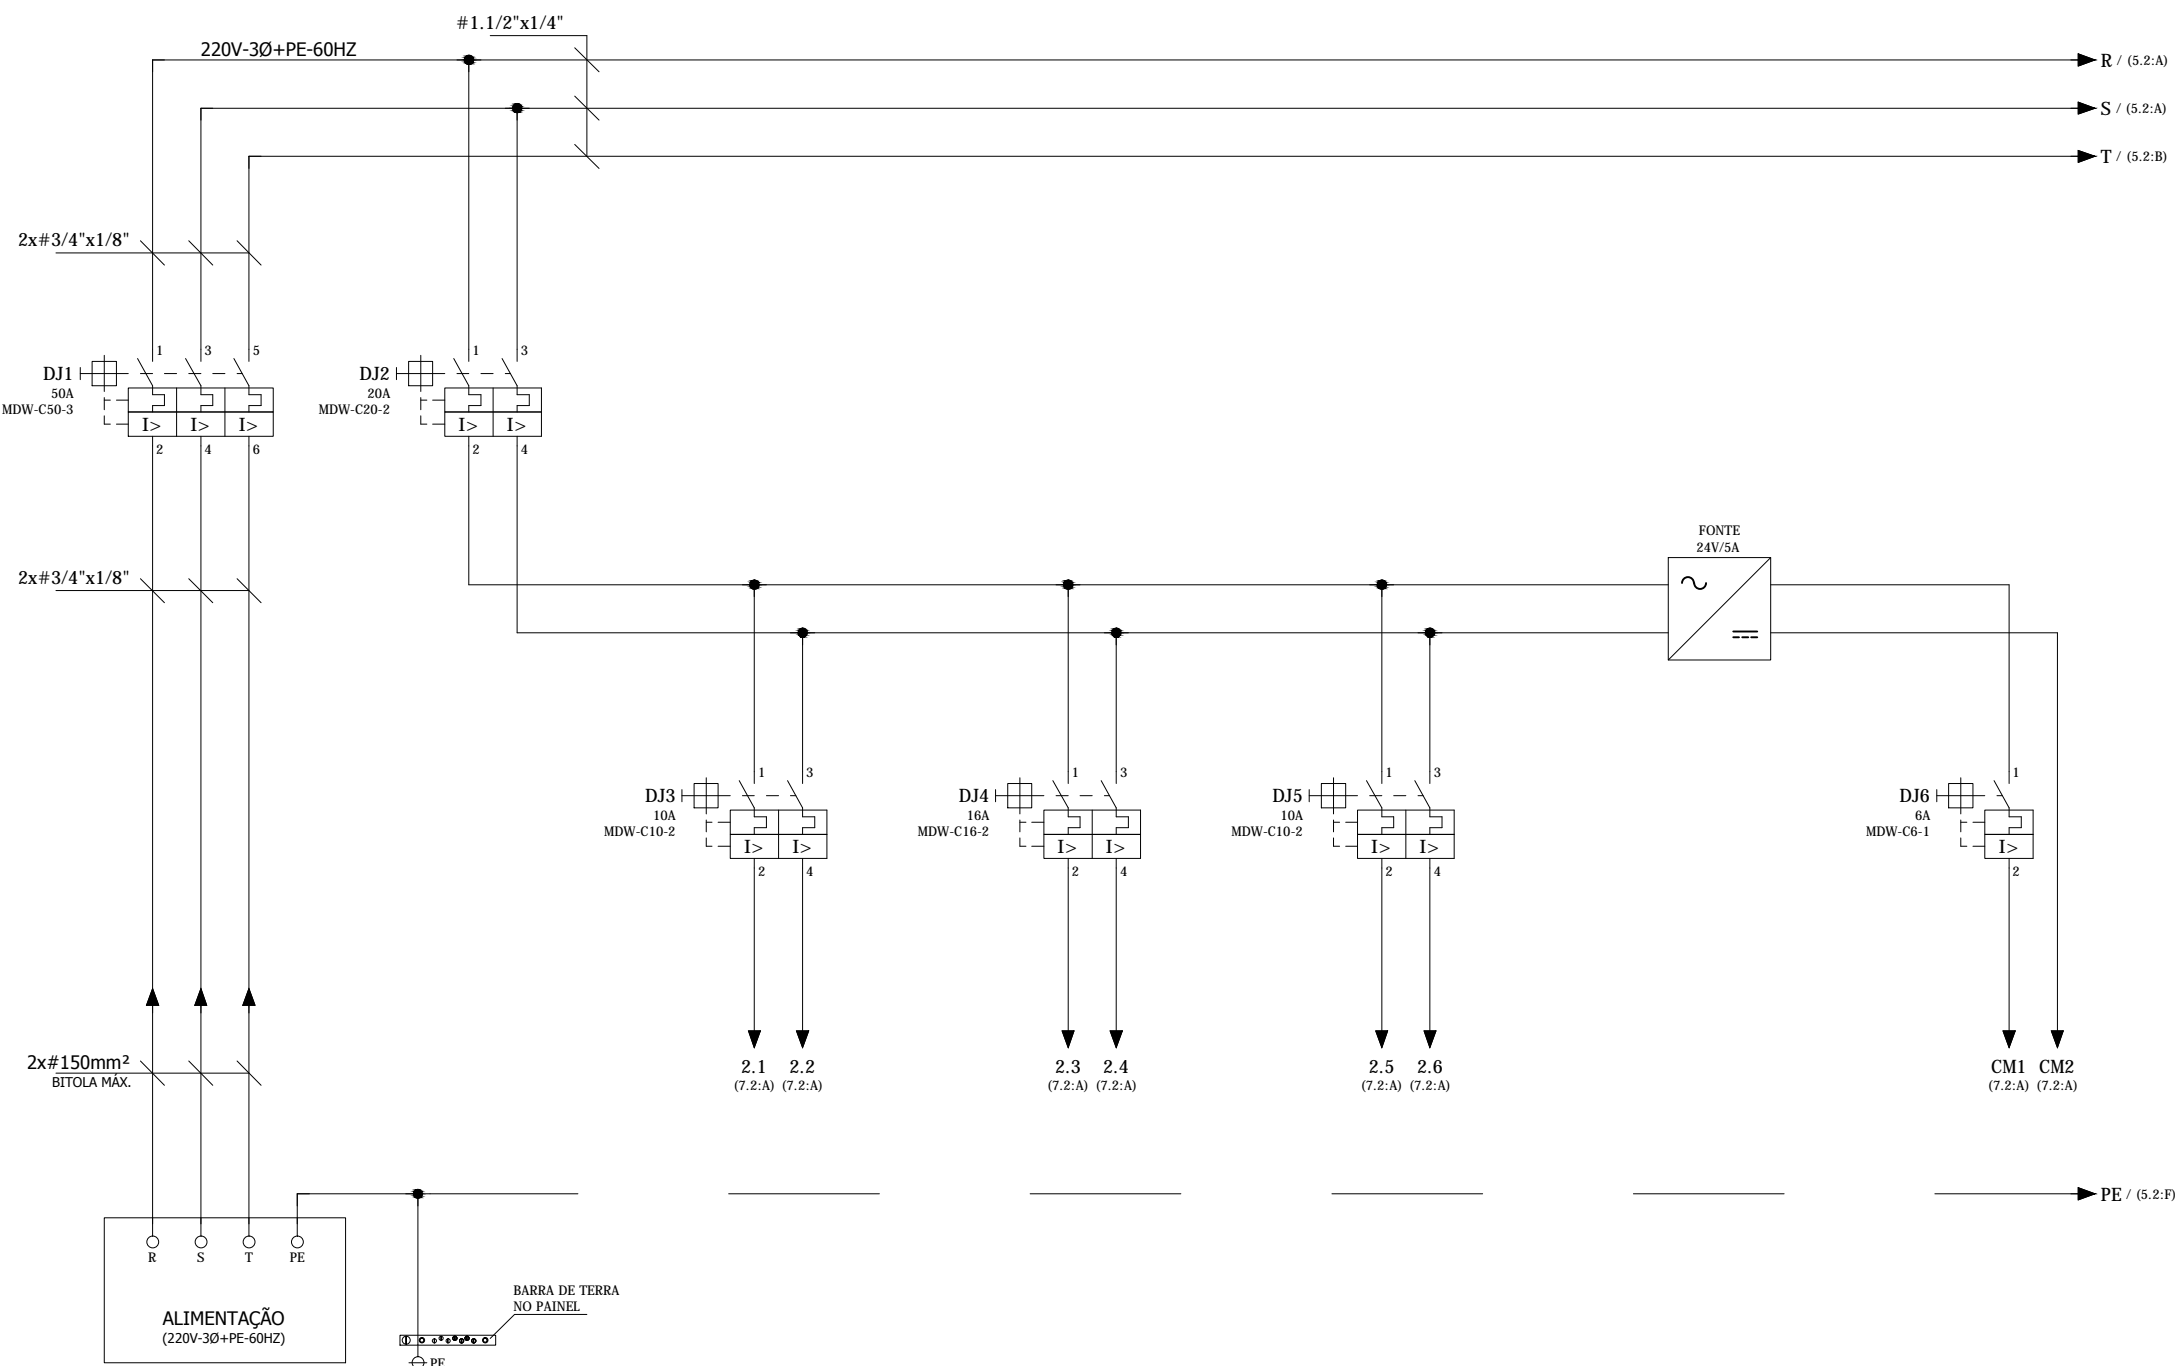 #1.1/2"x1/4"
220V-3Ø+PE-60HZ
R / (5.2:A)
S / (5.2:A)
T / (5.2:B)
2x#3/4"x1/8"
1 3 5
DJ1
50A
MDW-C50-3
I> I> I>
2 4 6
1 3
DJ2
20A
MDW-C20-2
I> I>
2 4
2x#3/4"x1/8"
FONTE
24V/5A
1 3
DJ3
10A
MDW-C10-2
I> I>
2 4
1 3
DJ4
16A
MDW-C16-2
I> I>
2 4
1 3
DJ5
10A
MDW-C10-2
I> I>
2 4
1
DJ6
6A
MDW-C6-1
I>
2
2x#150mm²
BITOLA MÁX.
2.1 2.2 2.3 2.4 2.5 2.6 CM1 CM2
(7.2:A) (7.2:A) (7.2:A) (7.2:A) (7.2:A) (7.2:A) (7.2:A) (7.2:A)
PE / (5.2:F)
R S T PE
ALIMENTAÇÃO
(220V-3Ø+PE-60HZ)
BARRA DE TERRA
NO PAINEL
PE